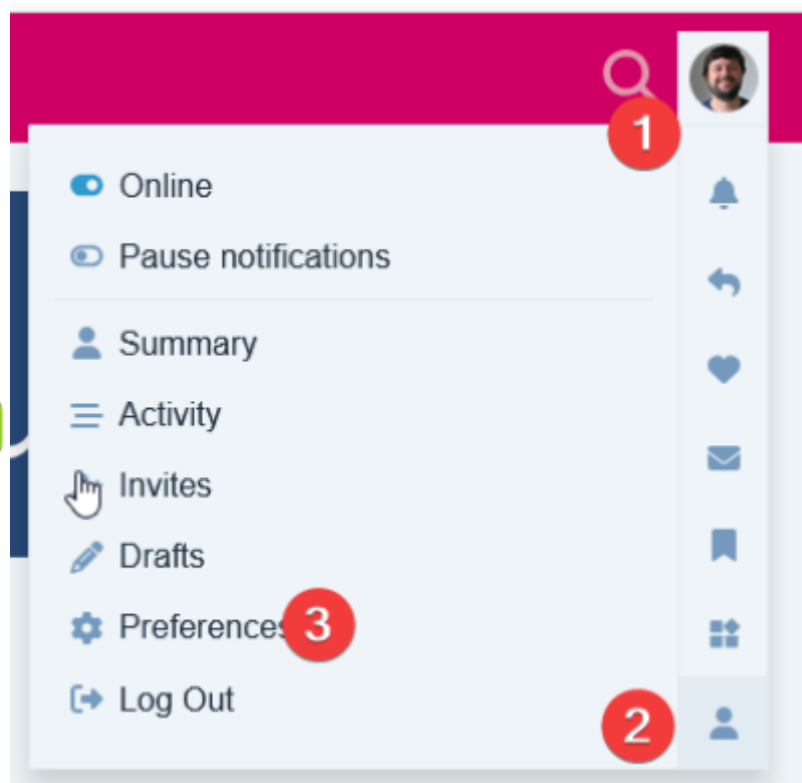 1
Online
Pause notifications
Summary
Activity
Invites
Drafts
Preferences 3
Log Out
2